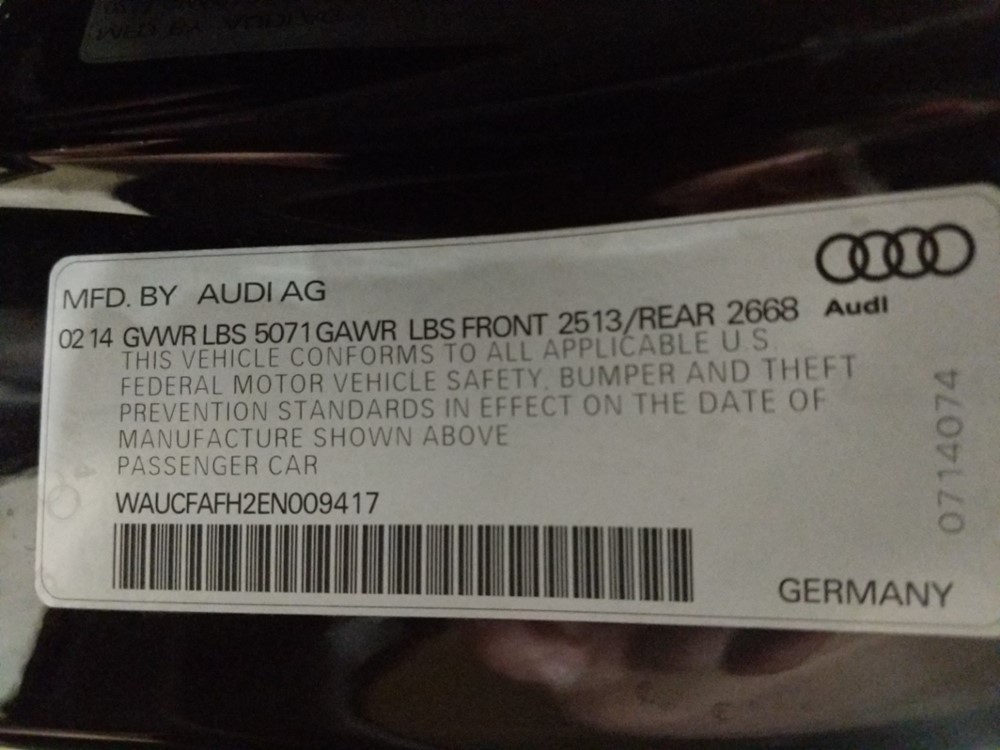 MFD. BY AUDI AG
Audi
02 14 GVWR LBS 5071 GAWR LBS FRONT 2513/REAR 2668
THIS VEHICLE CONFORMS TO ALL APPLICABLE U.S.
FEDERAL MOTOR VEHICLE SAFETY, BUMPER AND THEFT
PREVENTION STANDARDS IN EFFECT ON THE DATE OF
MANUFACTURE SHOWN ABOVE
PASSENGER CAR
WAUCFAFH2EN009417
GERMANY
0714074